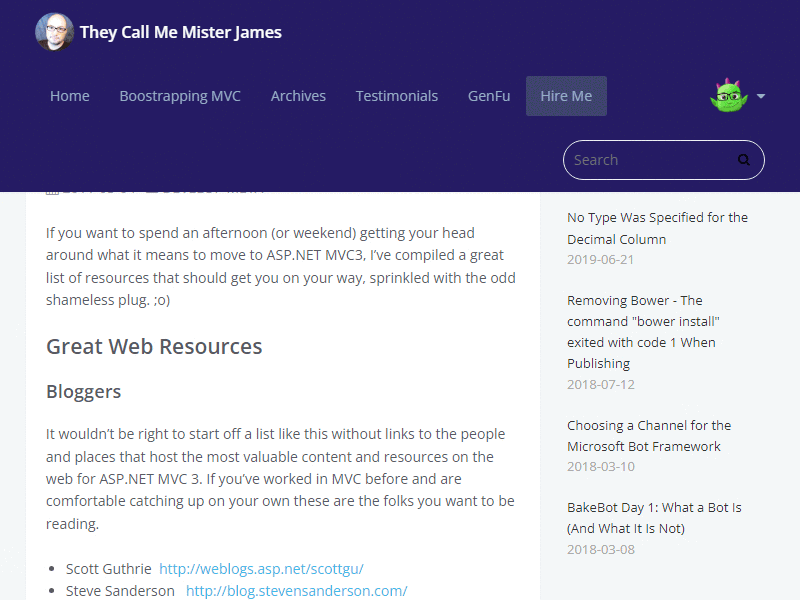 They Call Me Mister James
Home
Boostrapping MVC
Archives
Testimonials
GenFu
Hire Me
Search
If you want to spend an afternoon (or weekend) getting your head
around what it means to move to ASP.NET MVC3, I’ve compiled a great
list of resources that should get you on your way, sprinkled with the odd
shameless plug. ;o)
Great Web Resources
Bloggers
It wouldn’t be right to start off a list like this without links to the people
and places that host the most valuable content and resources on the
web for ASP.NET MVC 3. If you’ve worked in MVC before and are
comfortable catching up on your own these are the folks you want to be
reading.
Scott Guthrie http://weblogs.asp.net/scottgu/
Steve Sanderson http://blog.stevensanderson.com/
No Type Was Specified for the
Decimal Column
2019-06-21
Removing Bower - The
command "bower install"
exited with code 1 When
Publishing
2018-07-12
Choosing a Channel for the
Microsoft Bot Framework
2018-03-10
BakeBot Day 1: What a Bot Is
(And What It Is Not)
2018-03-08